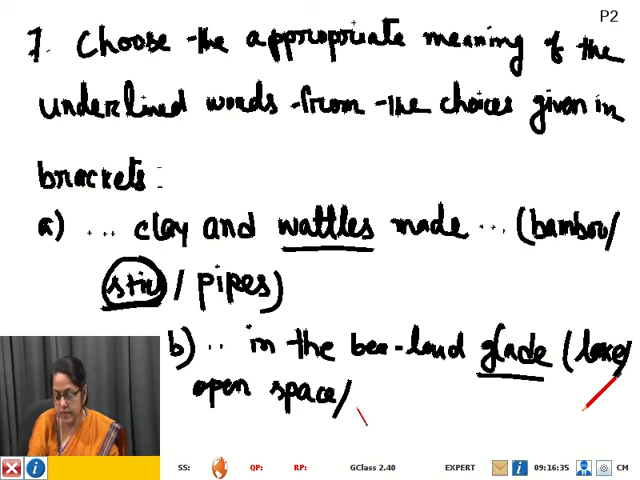 P2
7. Choose the appropriate meaning of the
underlined words from the choices given in
brackets:
a) ... clay and wattles made ... (bamboo/
/ pipes)
b) .. in the bee-loud glade (lake/
open space/
SS: QP: RP: GClass 2.40 EXPERT 09:16:35 CM